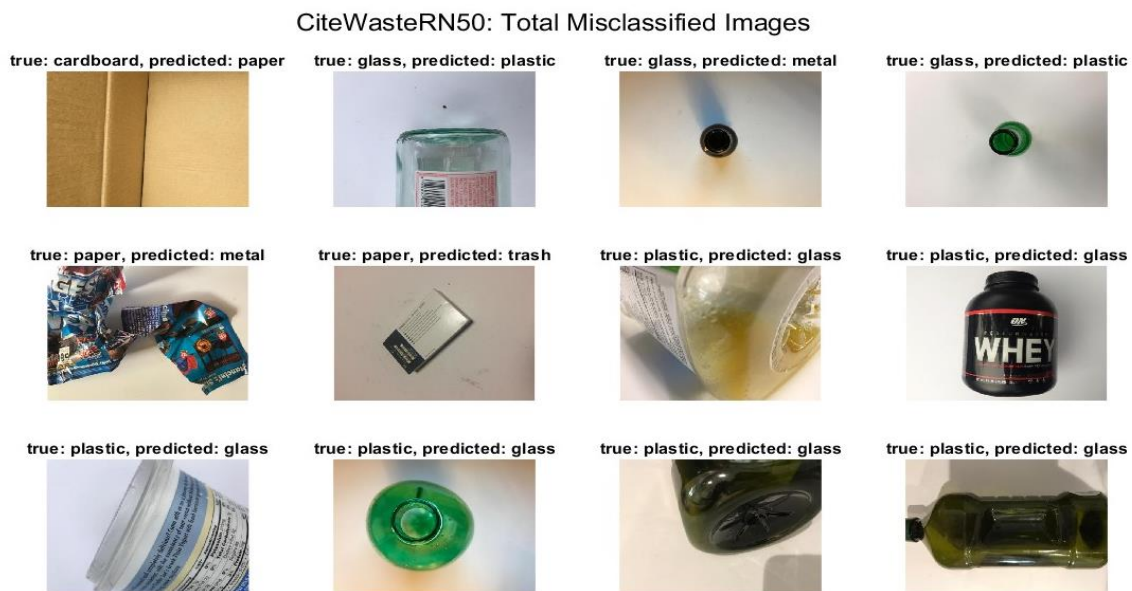 CiteWasteRN50: Total Misclassified Images
true: cardboard, predicted: paper
true: glass, predicted: plastic
true: glass, predicted: metal
true: glass, predicted: plastic
true: paper, predicted: metal
true: paper, predicted: trash
true: plastic, predicted: glass
true: plastic, predicted: glass
ON
WHEY
true: plastic, predicted: glass
true: plastic, predicted: glass
true: plastic, predicted: glass
true: plastic, predicted: glass